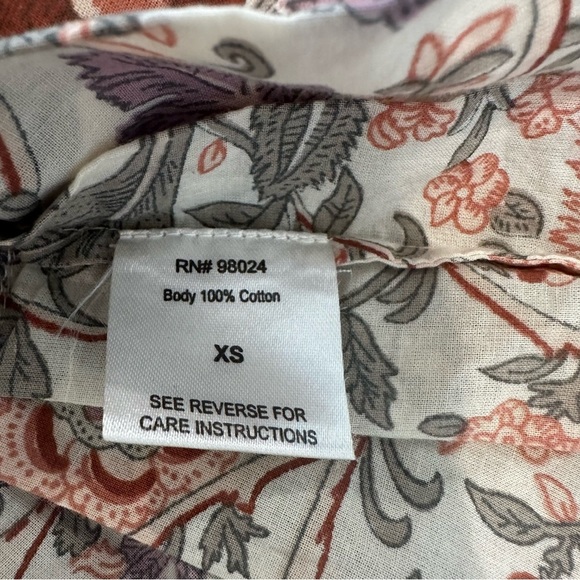 RN# 98024
Body 100% Cotton
XS
SEE REVERSE FOR
CARE INSTRUCTIONS